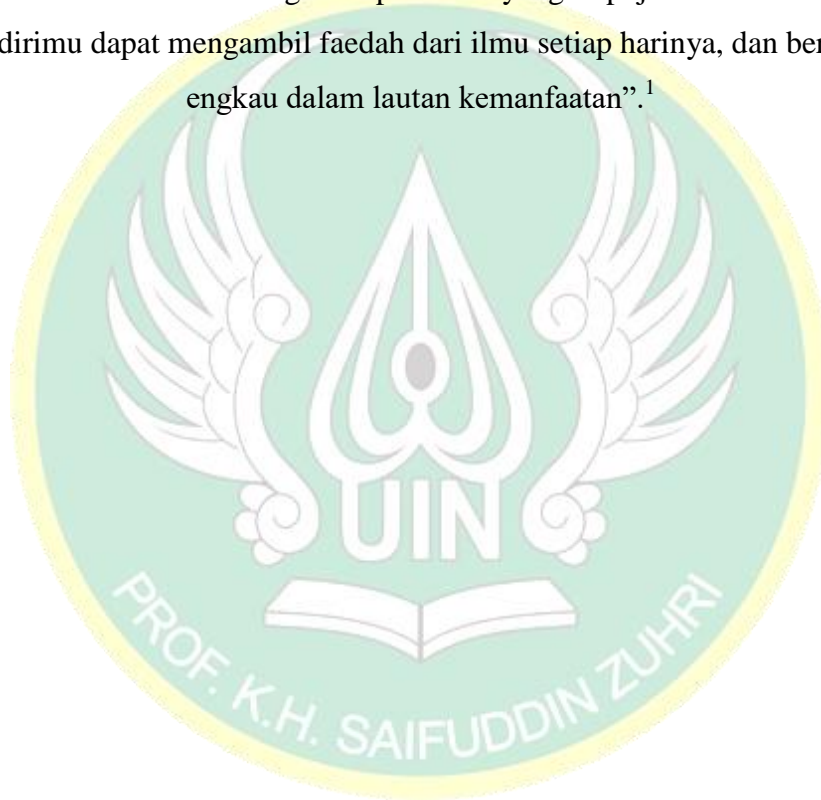 yang
dirimu dapat mengambil faedah dari ilmu setiap harinya, dan ber
engkau dalam lautan kemanfaatan”.¹
UIN
PROF. K.H. SAIFUDDIN ZUHRI